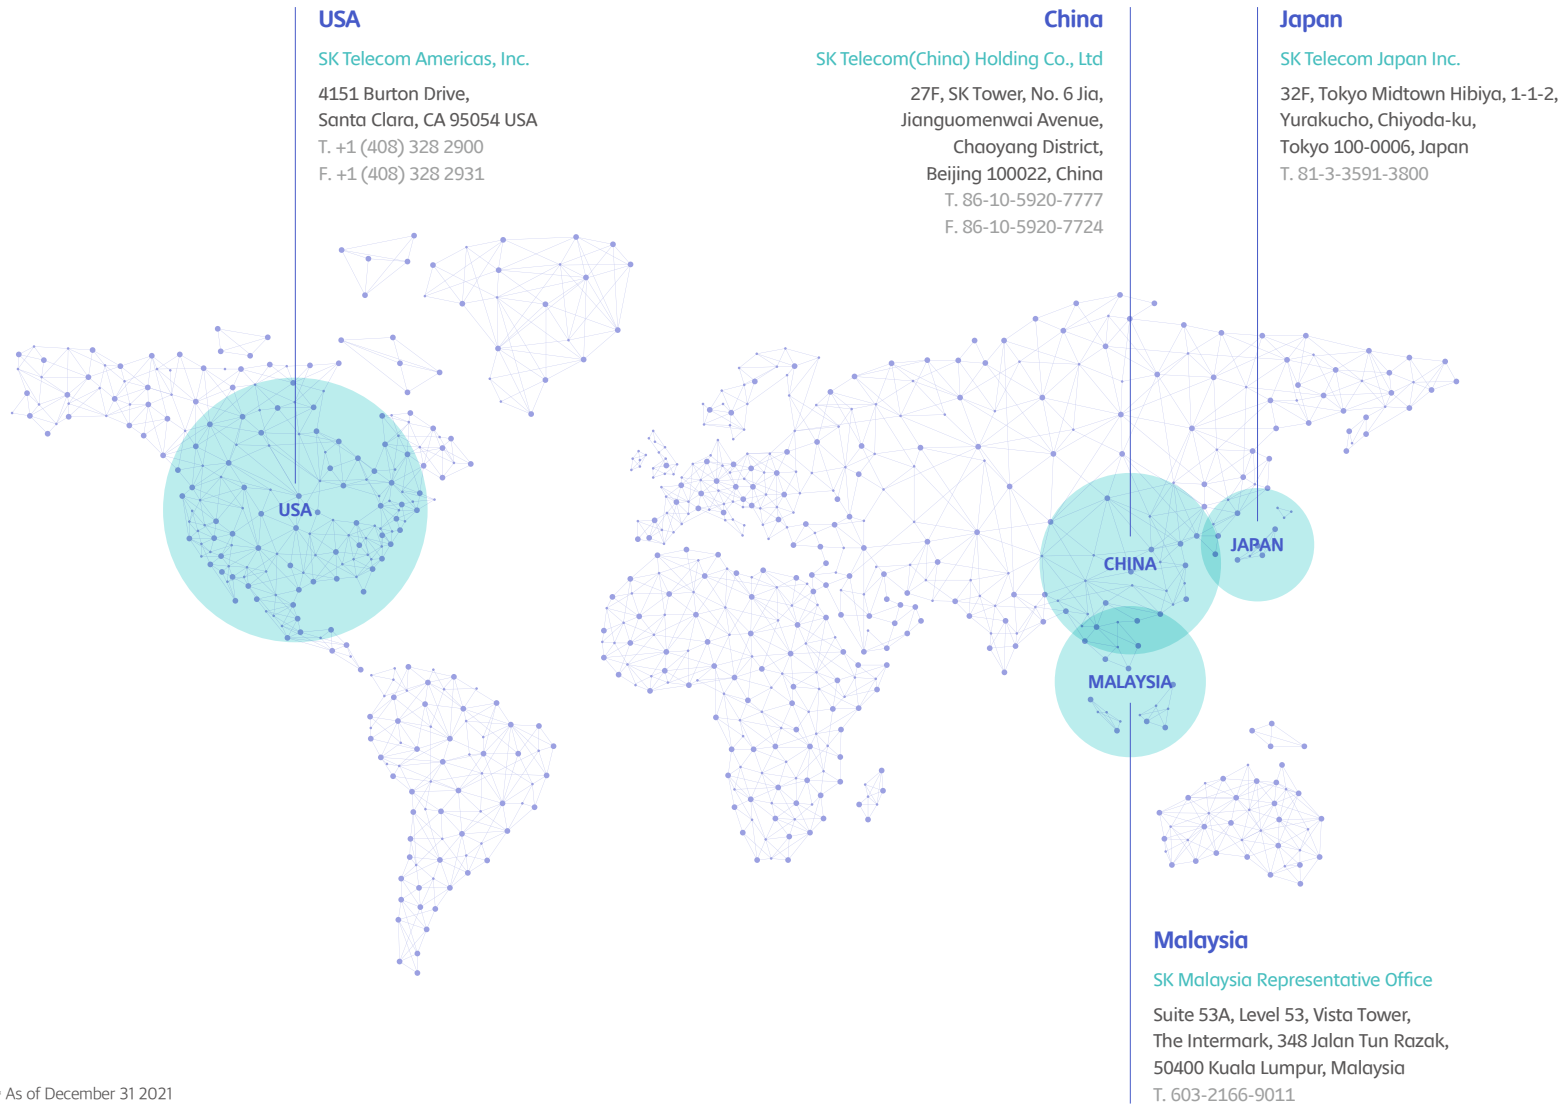 USA
SK Telecom Americas, Inc.
4151 Burton Drive,
Santa Clara, CA 95054 USA
T. +1 (408) 328 2900
F. +1 (408) 328 2931
China
SK Telecom(China) Holding Co., Ltd
27F, SK Tower, No. 6 Jia,
Jianguomenwai Avenue,
Chaoyang District,
Beijing 100022, China
T. 86-10-5920-7777
F. 86-10-5920-7724
Japan
SK Telecom Japan Inc.
32F, Tokyo Midtown Hibiya, 1-1-2,
Yurakucho, Chiyoda-ku,
Tokyo 100-0006, Japan
T. 81-3-3591-3800
USA
JAPAN
CHINA
MALAYSIA
Malaysia
SK Malaysia Representative Office
Suite 53A, Level 53, Vista Tower,
The Intermark, 348 Jalan Tun Razak,
50400 Kuala Lumpur, Malaysia
T. 603-2166-9011
As of December 31 2021